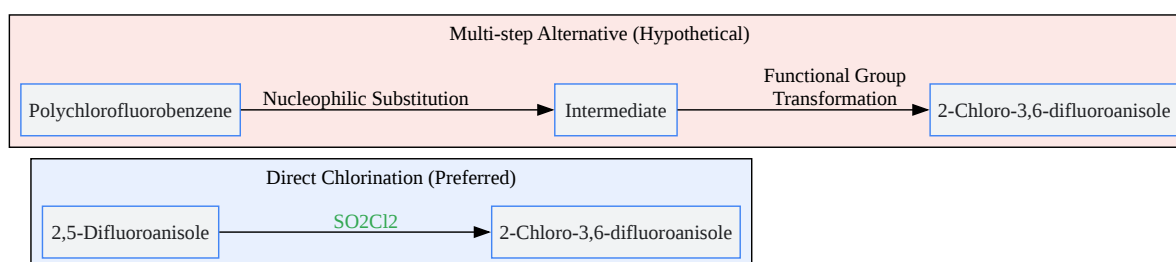 Multi-step Alternative (Hypothetical)
Functional Group
Polychlorofluorobenzene Nucleophilic Substitution Intermediate Transformation 2-Chloro-3,6-difluoroanisole
Direct Chlorination (Preferred)
2,5-Difluoroanisole SO2Cl2 2-Chloro-3,6-difluoroanisole